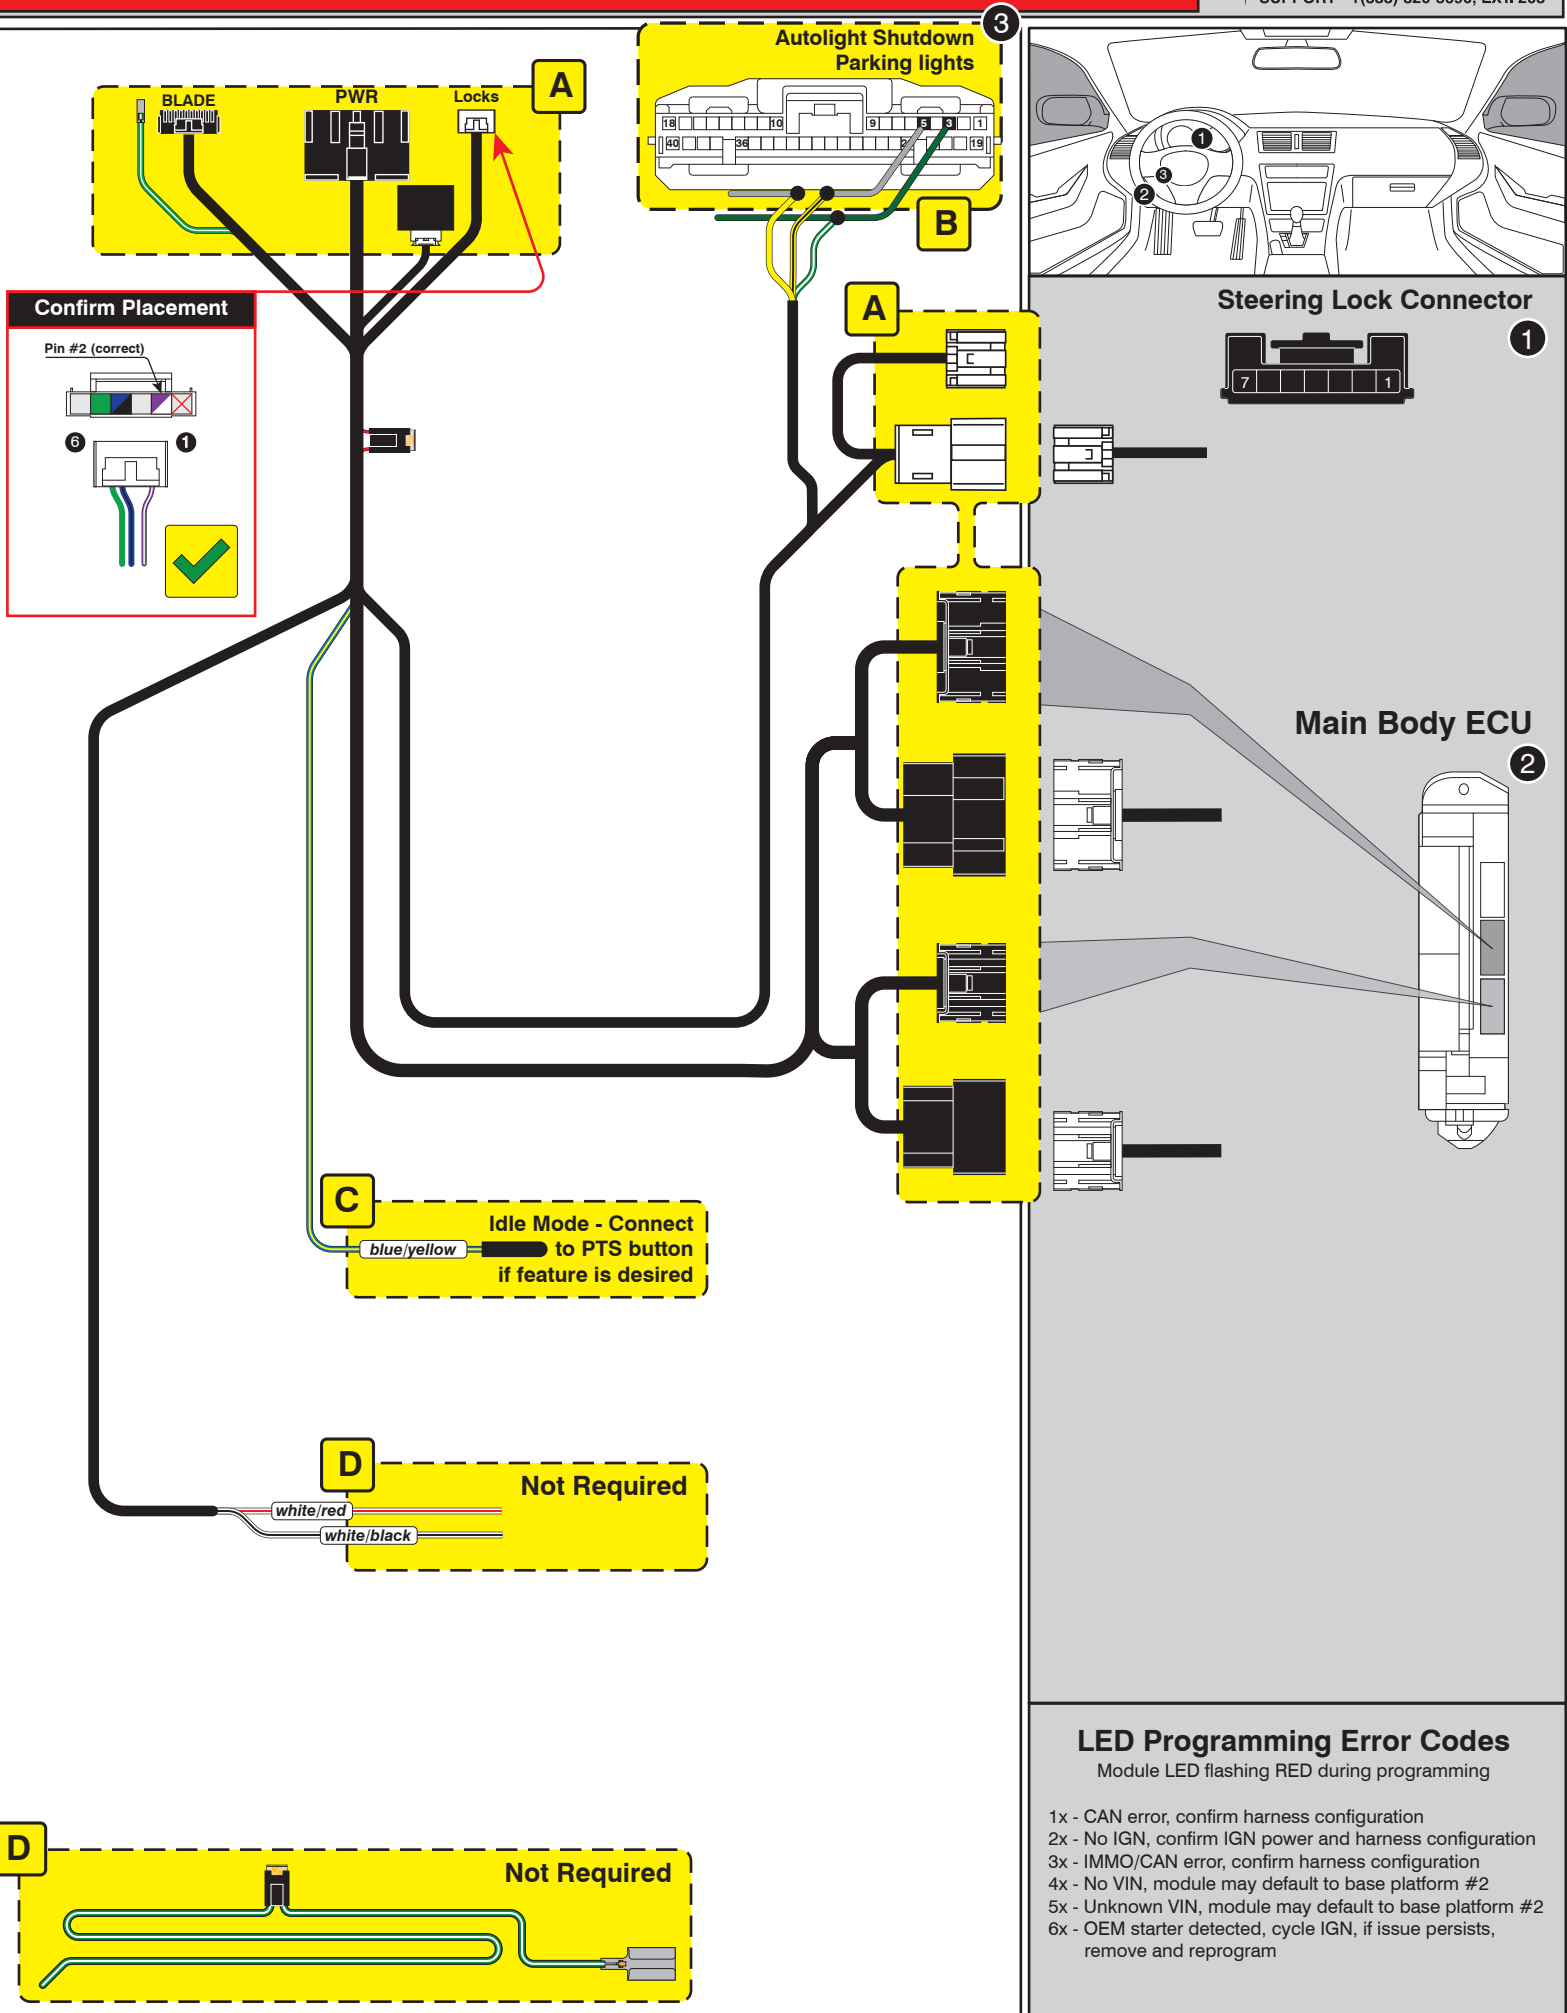 3
Autolight Shutdown
Parking lights
18
10
9
5
3
1
40
36
19
B
A
BLADE
PWR
Locks
1
3
2
Confirm Placement
Pin #2 (correct)
6
1
A
Steering Lock Connector
1
7
1
Main Body ECU
2
C
Idle Mode - Connect
blue/yellow
to PTS button
if feature is desired
D
Not Required
white/red
white/black
D
Not Required
LED Programming Error Codes
Module LED flashing RED during programming
1x - CAN error, confirm harness configuration
2x - No IGN, confirm IGN power and harness configuration
3x - IMMO/CAN error, confirm harness configuration
4x - No VIN, module may default to base platform #2
5x - Unknown VIN, module may default to base platform #2
6x - OEM starter detected, cycle IGN, if issue persists,
remove and reprogram